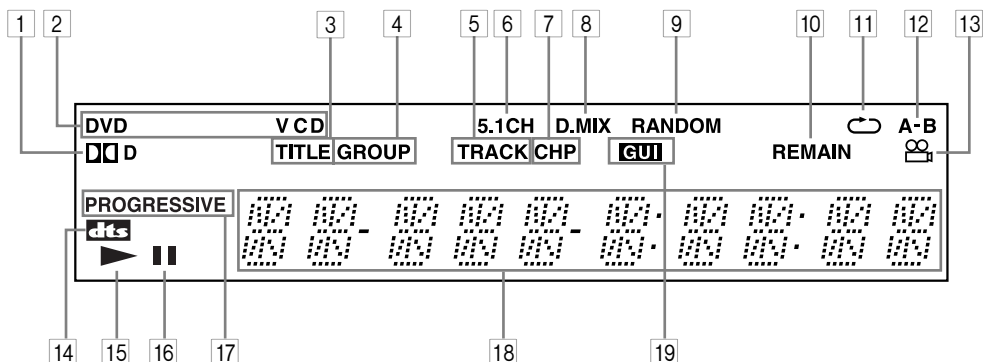 1 2 3 4 5 6 7 8 9 10 11 12 13
DVD VCD 5.1CH D.MIX RANDOM A-B
D TITLE GROUP TRACK CHP GUI REMAIN
PROGRESSIVE
dts
14 15 16 17 18 19